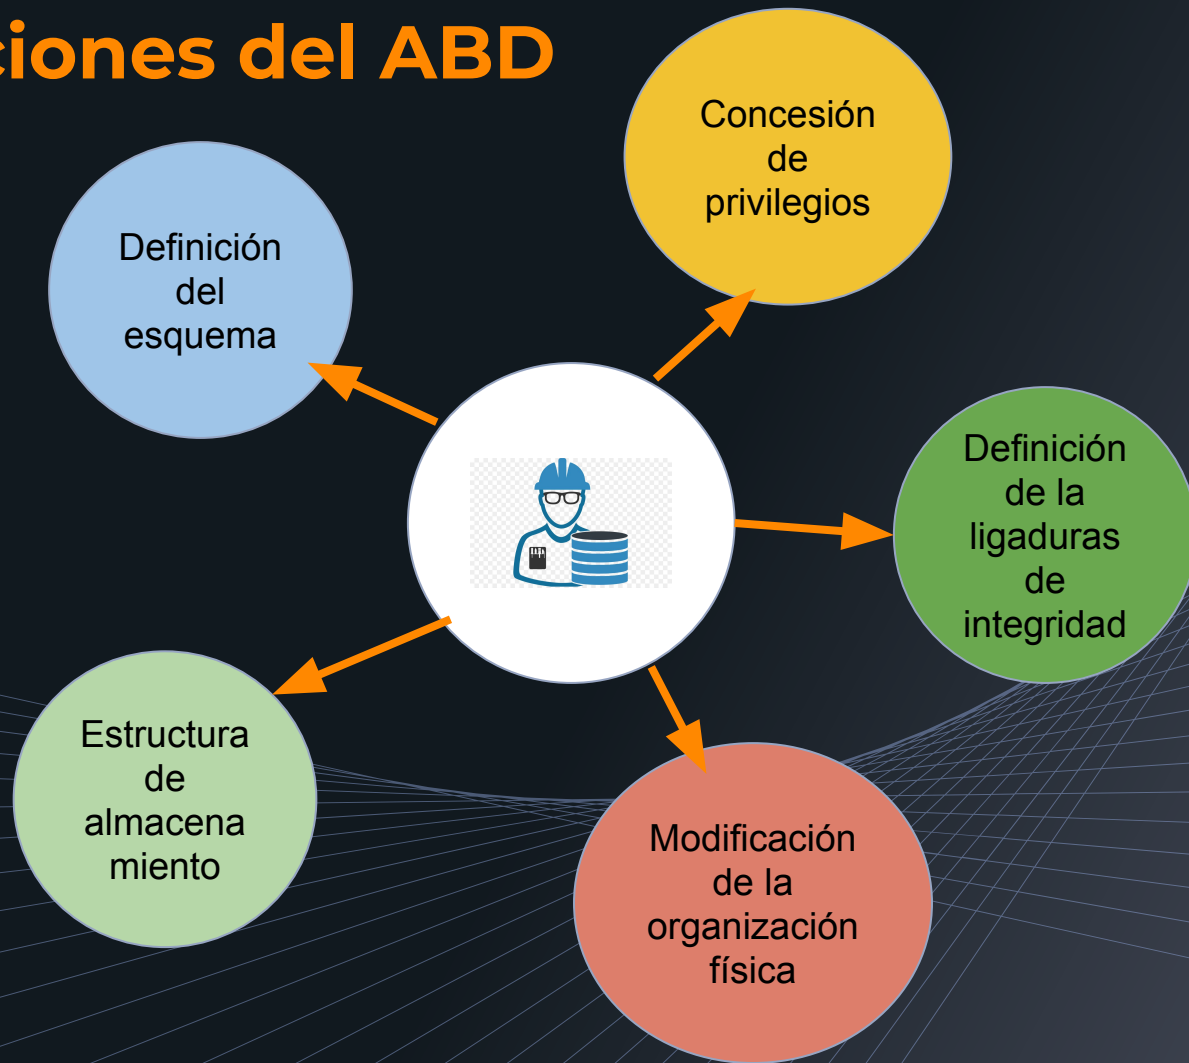 ciones del ABD
Concesión
de
privilegios
Definición
del
esquema
Definición
de la
ligaduras
de
integridad
Estructura
de
almacena
miento
Modificación
de la
organización
física